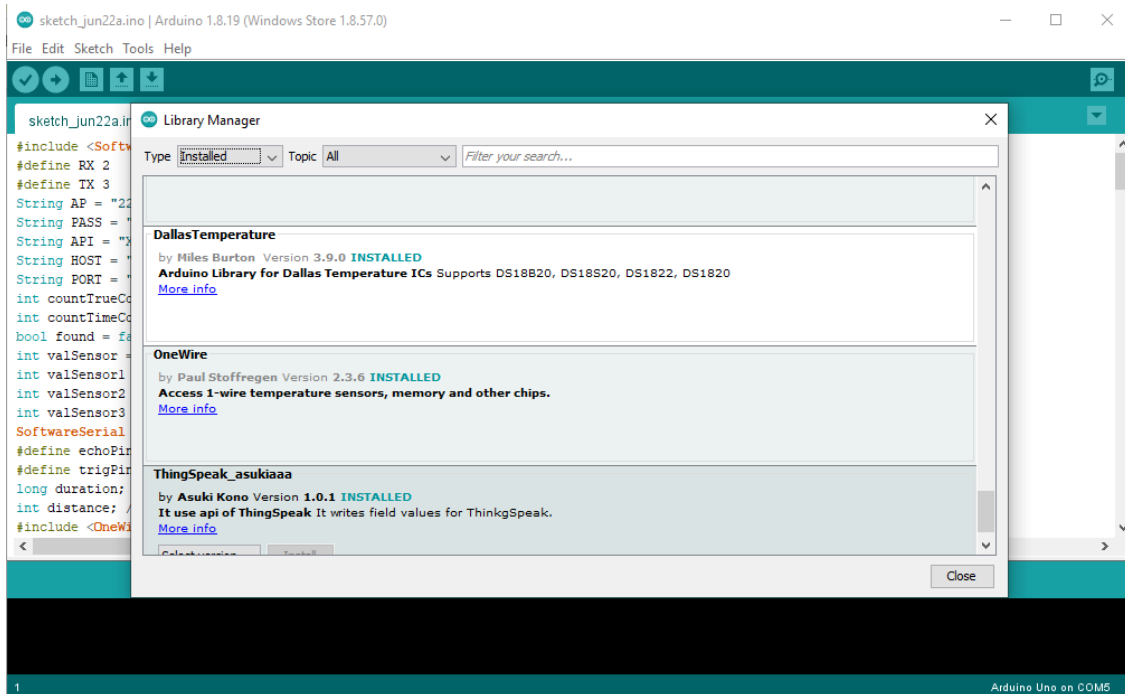 sketch_jun22a.ino | Arduino 1.8.19 (Windows Store 1.8.57.0)
File Edit Sketch Tools Help
sketch_jun22a.ir
Library Manager
Type Installed Topic All Filter your search...
DallasTemperature
by Miles Burton Version 3.9.0 INSTALLED
Arduino Library for Dallas Temperature ICs Supports DS18B20, DS18S20, DS1822, DS1820
More info
OneWire
by Paul Stoffregen Version 2.3.6 INSTALLED
Access 1-wire temperature sensors, memory and other chips.
More info
ThingSpeak_asukiaaa
by Asuki Kono Version 1.0.1 INSTALLED
It use api of ThingSpeak It writes field values for ThinkgSpeak.
More info
Select version Install
Close
#include <Softw
#define RX 2
#define TX 3
String AP = "22
String PASS = "
String API = "X
String HOST = "
String PORT = "
int countTrueCo
int countTimeCo
bool found = fa
int valSensor =
int valSensor1
int valSensor2
int valSensor3
SoftwareSerial
#define echoPin
#define trigPin
long duration;
int distance; /
#include <OneWi
1
Arduino Uno on COM5